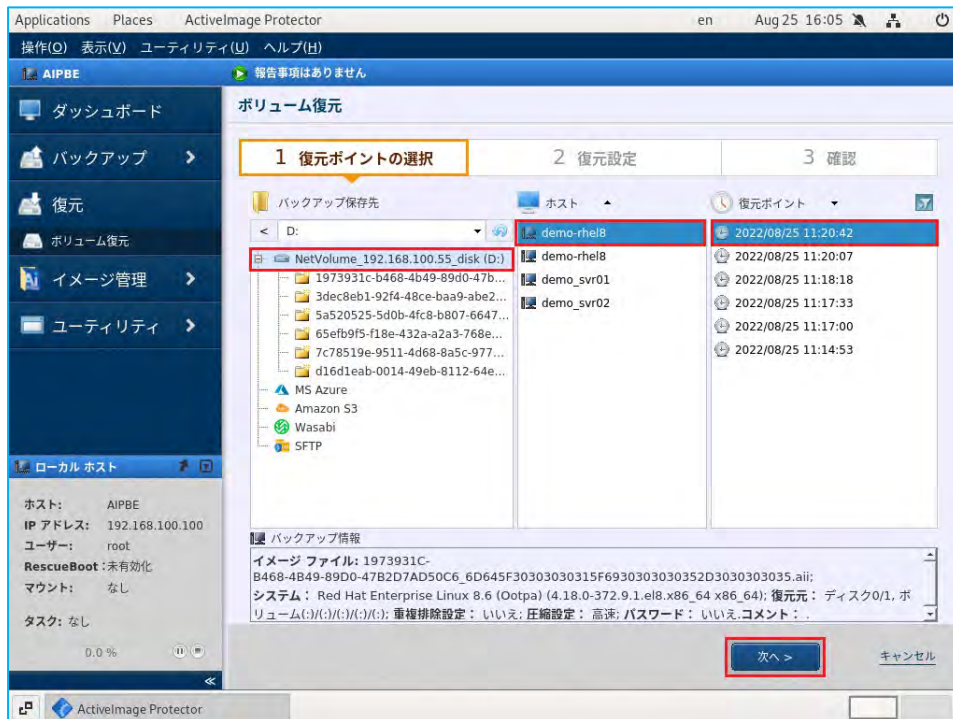 Applications Places ActiveImage Protector en Aug 25 16:05
操作(O) 表示(V) ユーティリティ(U) ヘルプ(H)
AIPBE 報告事項はありません
ダッシュボード
バックアップ
復元
ボリューム復元
イメージ管理
ユーティリティ
ローカル ホスト
ホスト: AIPBE
IP アドレス: 192.168.100.100
ユーザー: root
RescueBoot :未有効化
マウント: なし
タスク: なし
0.0 %
«
ボリューム復元
1 復元ポイントの選択 2 復元設定 3 確認
バックアップ保存先
< D:
NetVolume_192.168.100.55_disk (D:)
1973931c-b468-4b49-89d0-47b...
3dec8eb1-92f4-48ce-baa9-abe2...
5a520525-5d0b-4fc8-b807-6647...
65efb9f5-f18e-432a-a2a3-768e...
7c78519e-9511-4d68-8a5c-977...
d16d1eab-0014-49eb-8112-64e...
MS Azure
Amazon S3
Wasabi
SFTP
ホスト
demo-rhel8
demo-rhel8
demo_svr01
demo_svr02
復元ポイント
2022/08/25 11:20:42
2022/08/25 11:20:07
2022/08/25 11:18:18
2022/08/25 11:17:33
2022/08/25 11:17:00
2022/08/25 11:14:53
バックアップ情報
イメージ ファイル: 1973931C-
B468-4B49-89D0-47B2D7AD50C6_6D645F30303030315F6930303030352D3030303035.aii;
システム: Red Hat Enterprise Linux 8.6 (Ootpa) (4.18.0-372.9.1.el8.x86_64 x86_64); 復元元: ディスク0/1, ボ
リューム(:)/(:)/(:)/(:)/(:); 重複排除設定: いいえ; 圧縮設定: 高速; パスワード: いいえ.コメント: .
次へ >
キャンセル
ActiveImage Protector